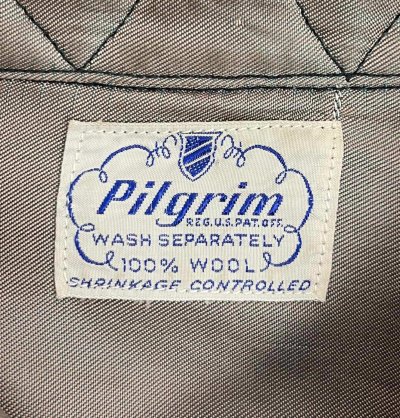 Pilgrim
REG.U.S.PAT.OFF.
WASH SEPARATELY
100% WOOL
SHRINKAGE CONTROLLED